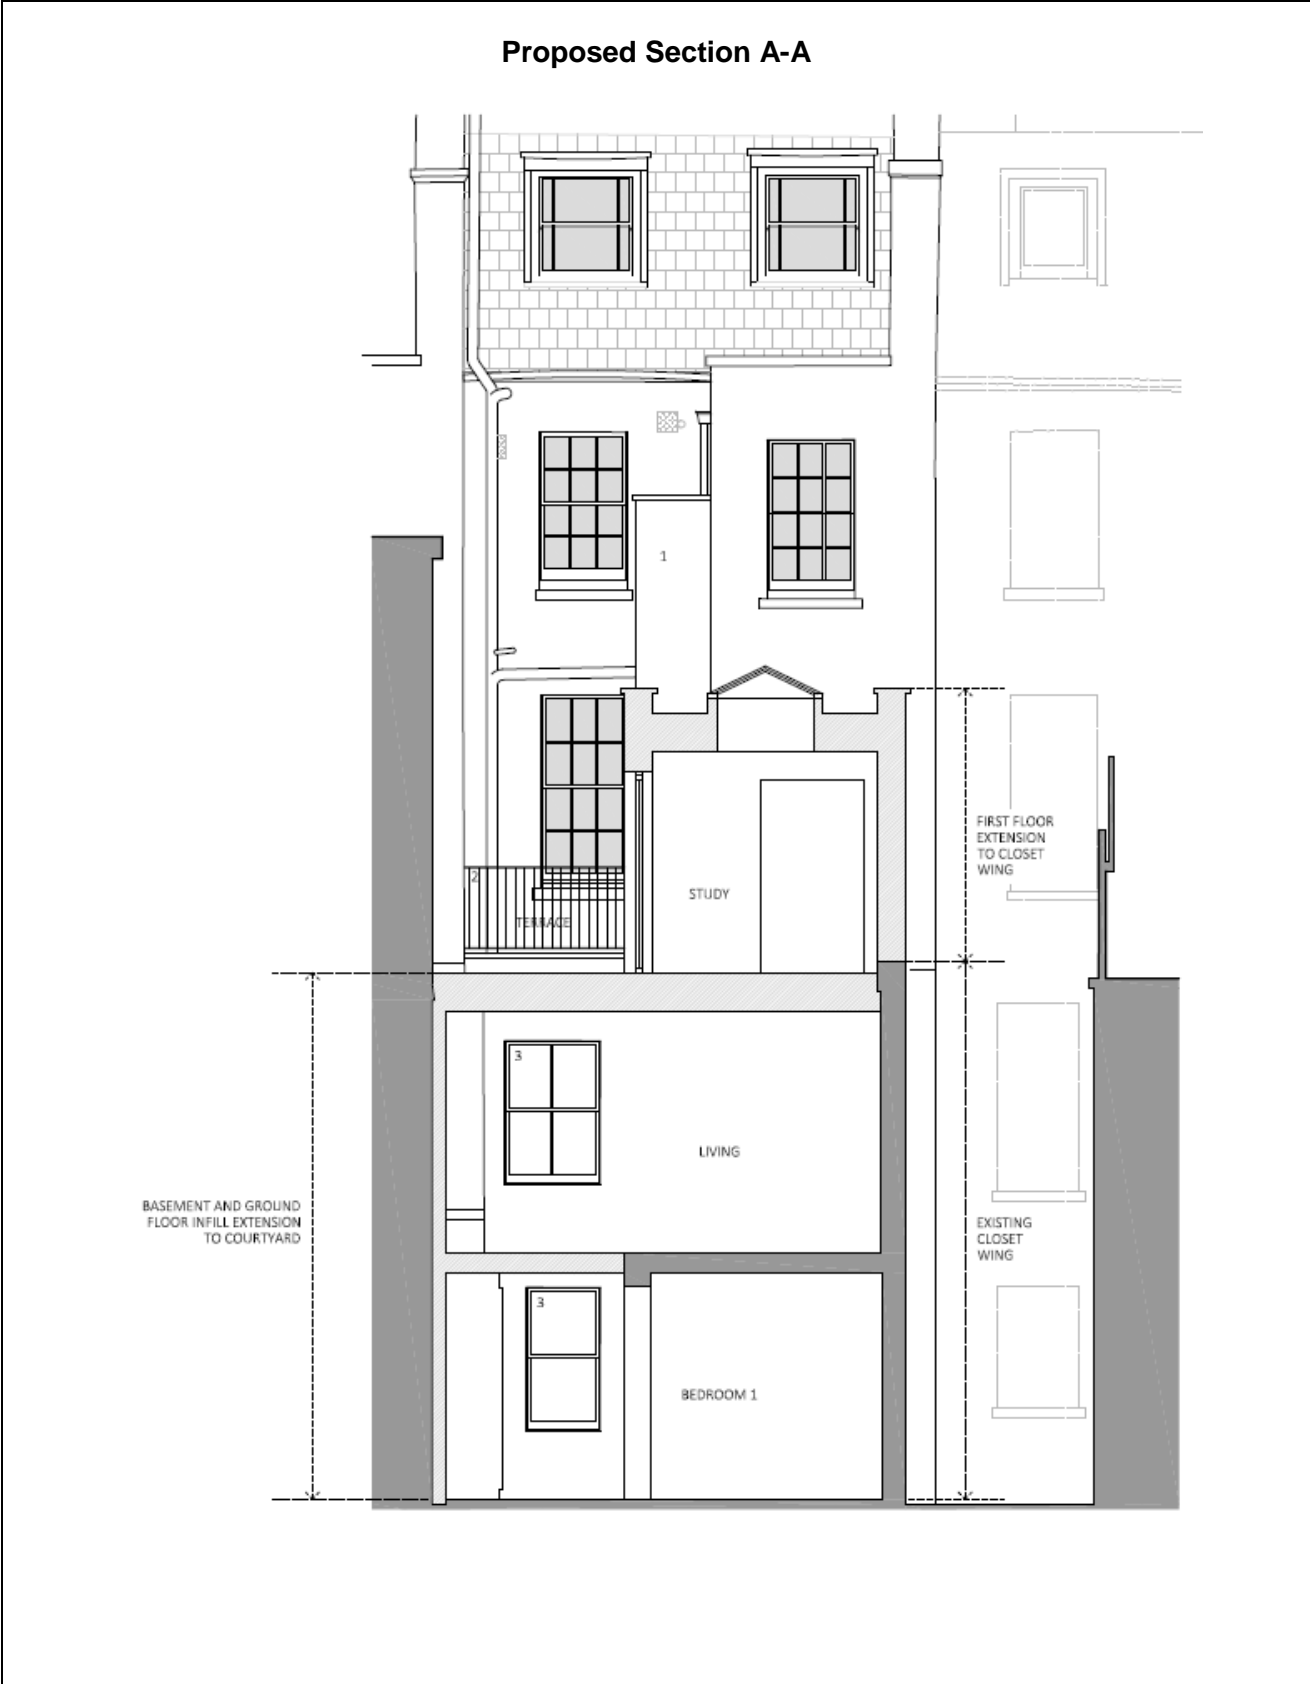 Proposed Section A-A
1
FIRST FLOOR
EXTENSION
TO CLOSET
WING
2
STUDY
TERRACE
3
LIVING
BASEMENT AND GROUND
FLOOR INFILL EXTENSION
TO COURTYARD
EXISTING
CLOSET
WING
3
BEDROOM 1